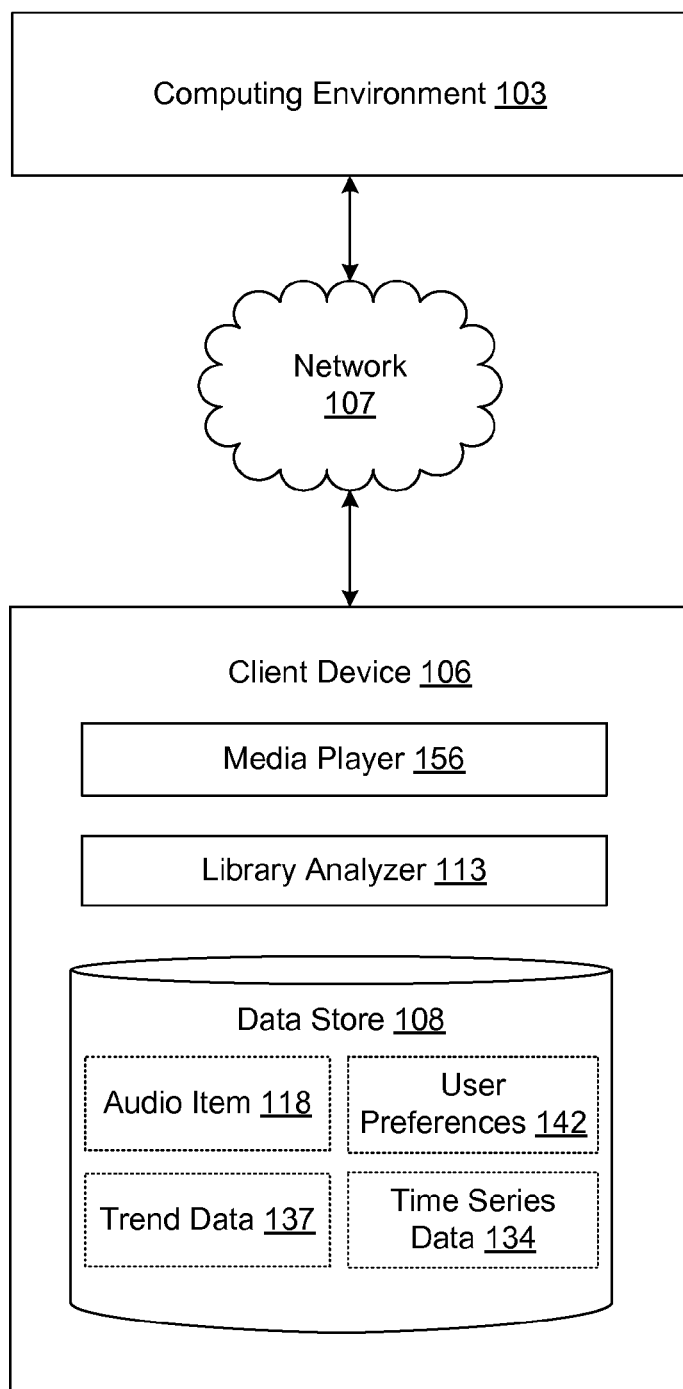 Computing Environment 103
Network
107
Client Device 106
Media Player 156
Library Analyzer 113
Data Store 108
Audio Item 118
User
Preferences 142
Trend Data 137
Time Series
Data 134